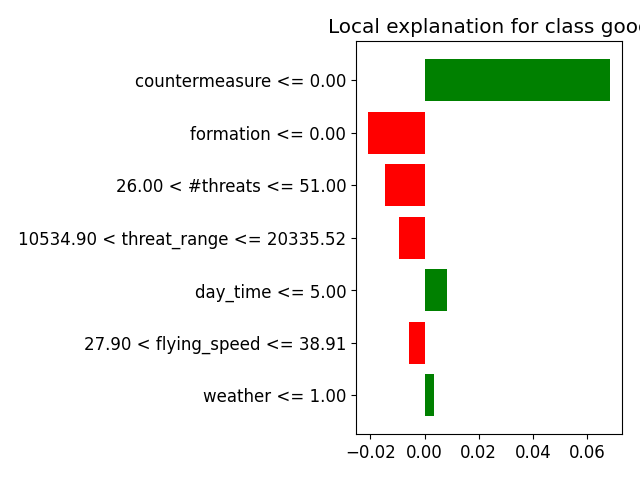 Local explanation for class good
countermeasure <= 0.00
formation <= 0.00
26.00 < #threats <= 51.00
10534.90 < threat_range <= 20335.52
day_time <= 5.00
27.90 < flying_speed <= 38.91
weather <= 1.00
−0.02 0.00 0.02 0.04 0.06